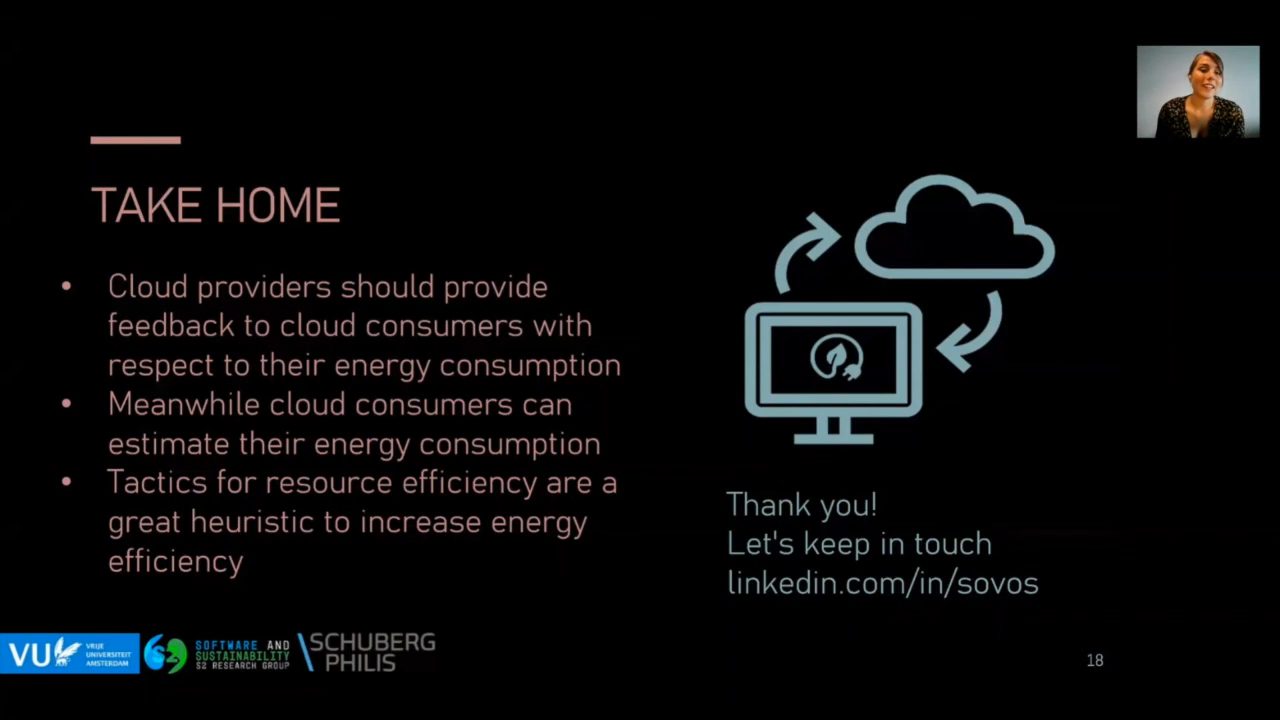 TAKE HOME
• Cloud providers should provide
feedback to cloud consumers with
respect to their energy consumption
• Meanwhile cloud consumers can
estimate their energy consumption
• Tactics for resource efficiency are a
great heuristic to increase energy
efficiency
Thank you!
Let's keep in touch
linkedin.com/in/sovos
VU
VRIJE
UNIVERSITEIT
AMSTERDAM
SOFTWARE AND
SUSTAINABILITY
S2 RESEARCH GROUP
SCHUBERG
PHILIS
18